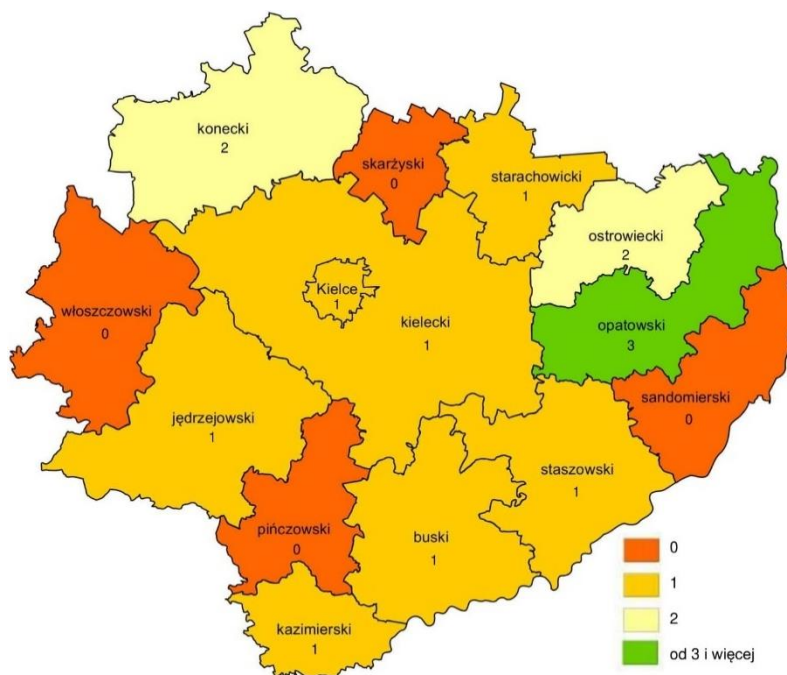 konecki
2
skarżyski
0
starachowicki
1
ostrowiecki
2
włoszczowski
0
Kielce
1
kielecki
1
opatowski
3
sandomierski
0
jędrzejowski
1
staszowski
1
pińczowski
0
buski
1
kazimierski
1
0
1
2
od 3 i więcej